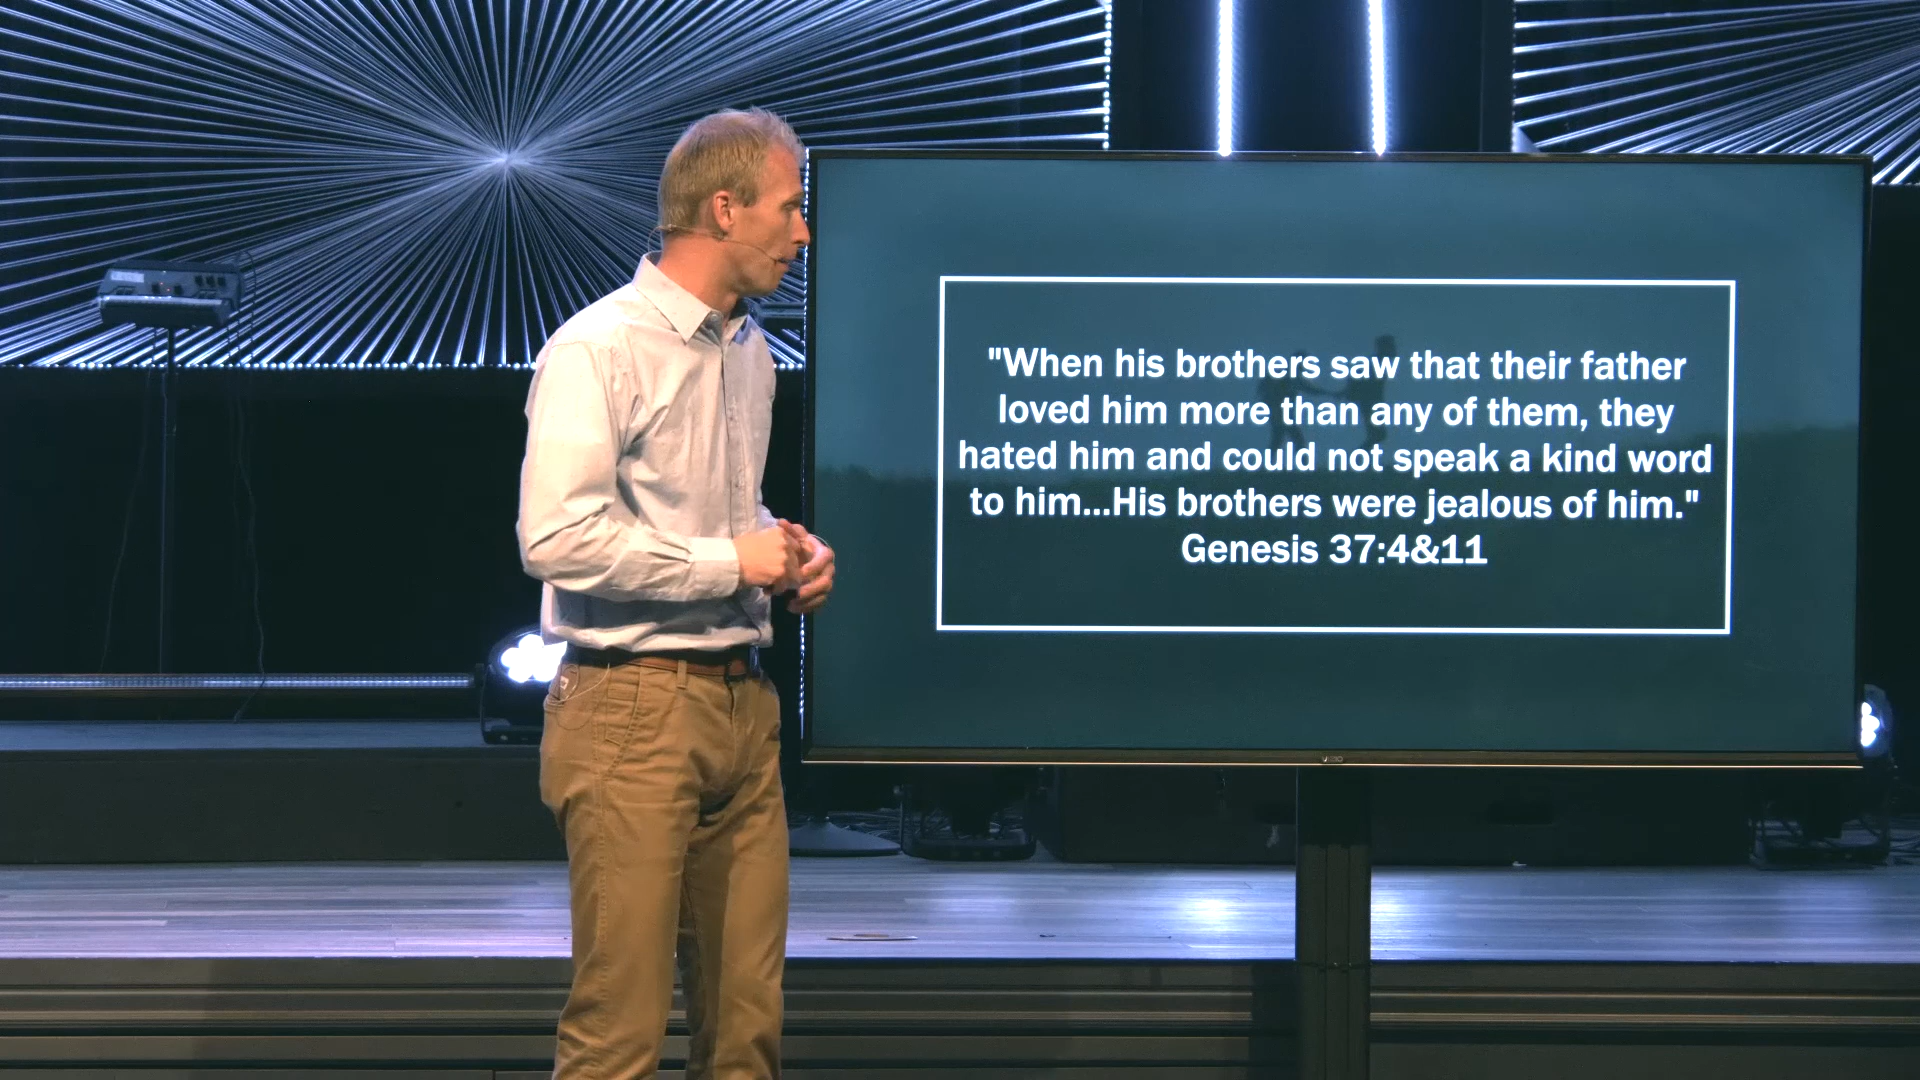 "When his brothers saw that their father
loved him more than any of them, they
hated him and could not speak a kind word
to him...His brothers were jealous of him."
Genesis 37:4&11